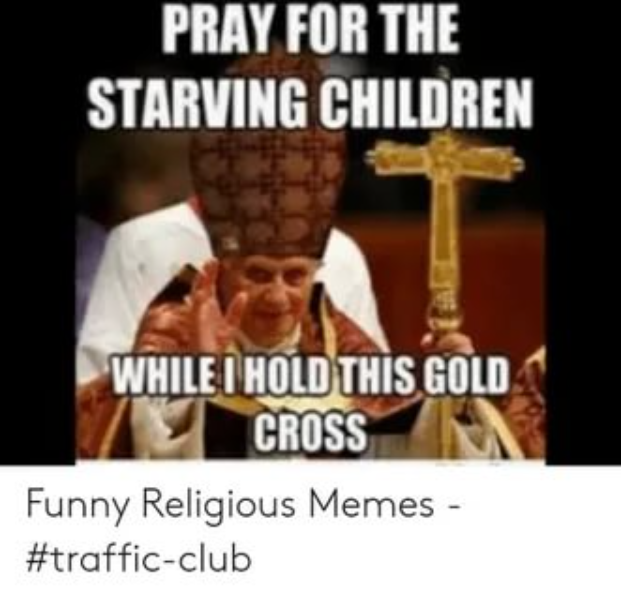 PRAY FOR THE
STARVING CHILDREN
WHILE I HOLD THIS GOLD
CROSS
Funny Religious Memes -
#traffic-club